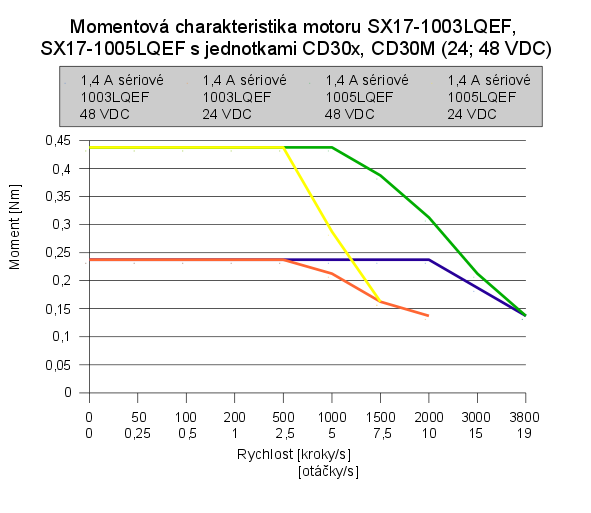 Momentová charakteristika motoru SX17-1003LQEF,
SX17-1005LQEF s jednotkami CD30x, CD30M (24; 48 VDC)
1,4 A sériové 1,4 A sériové 1,4 A sériové 1,4 A sériové
1003LQEF 1003LQEF 1005LQEF 1005LQEF
48 VDC 24 VDC 48 VDC 24 VDC
Moment [Nm]
0,45
0,4
0,35
0,3
0,25
0,2
0,15
0,1
0,05
0
0 50 100 200 500 1000 1500 2000 3000 3800
0 0,25 0,5 1 2,5 5 7,5 10 15 19
Rychlost [kroky/s]
[otáčky/s]